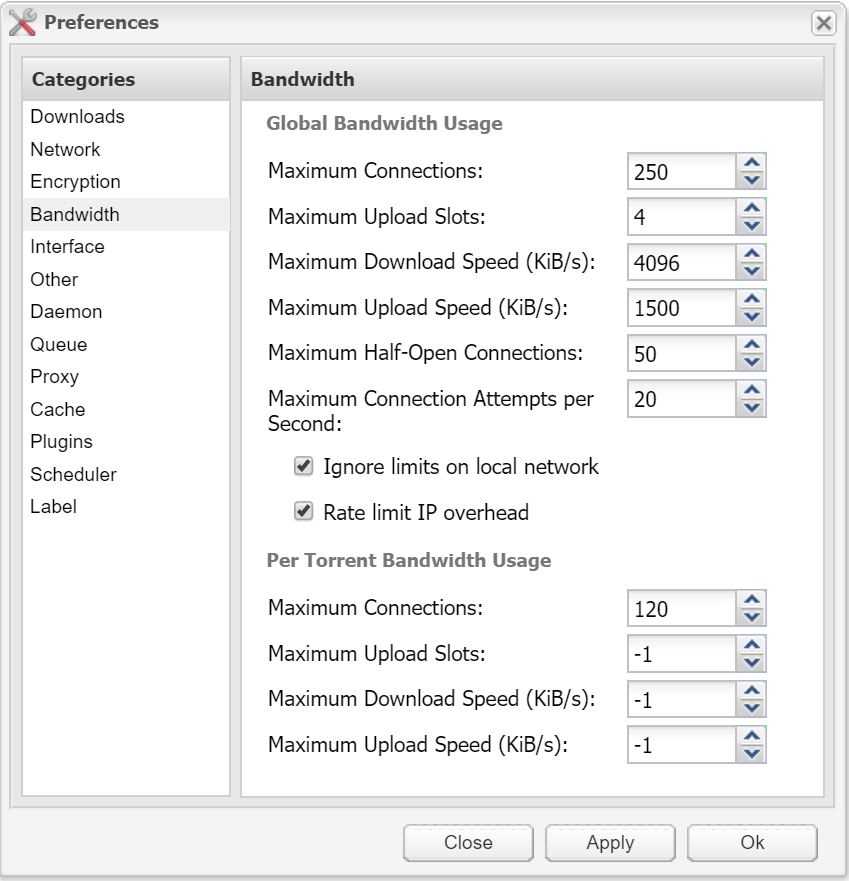 Preferences
Categories
Downloads
Network
Encryption
Bandwidth
Interface
Other
Daemon
Queue
Proxy
Cache
Plugins
Scheduler
Label
Bandwidth
Global Bandwidth Usage
Maximum Connections: 250
Maximum Upload Slots: 4
Maximum Download Speed (KiB/s): 4096
Maximum Upload Speed (KiB/s): 1500
Maximum Half-Open Connections: 50
Maximum Connection Attempts per 20
Second:
Ignore limits on local network
Rate limit IP overhead
Per Torrent Bandwidth Usage
Maximum Connections: 120
Maximum Upload Slots: -1
Maximum Download Speed (KiB/s): -1
Maximum Upload Speed (KiB/s): -1
Close Apply Ok